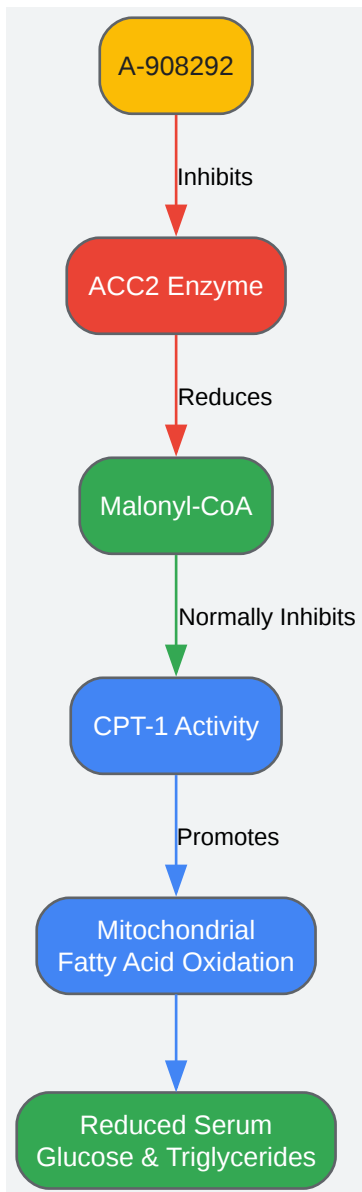 A-908292
Inhibits
ACC2 Enzyme
Reduces
Malonyl-CoA
Normally Inhibits
CPT-1 Activity
Promotes
Mitochondrial
Fatty Acid Oxidation
Reduced Serum
Glucose & Triglycerides